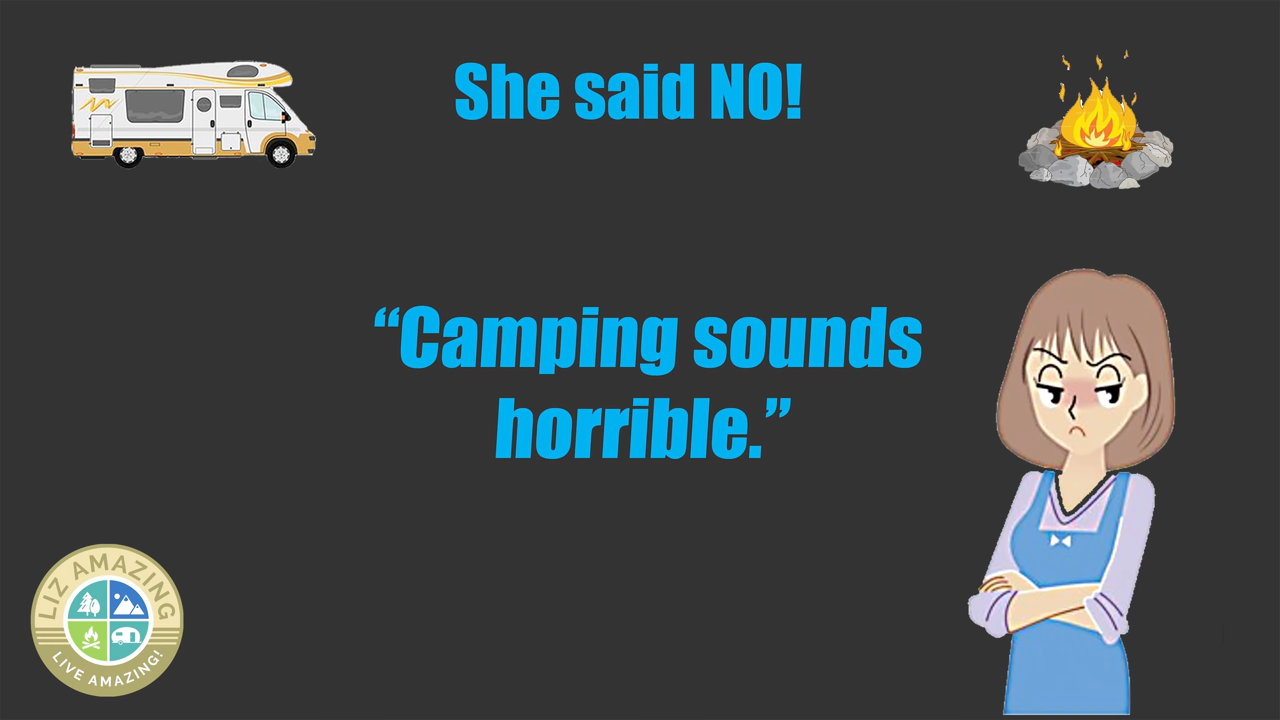 She said NO!
“Camping sounds
horrible.”
LIZ AMAZING
LIVE AMAZING!